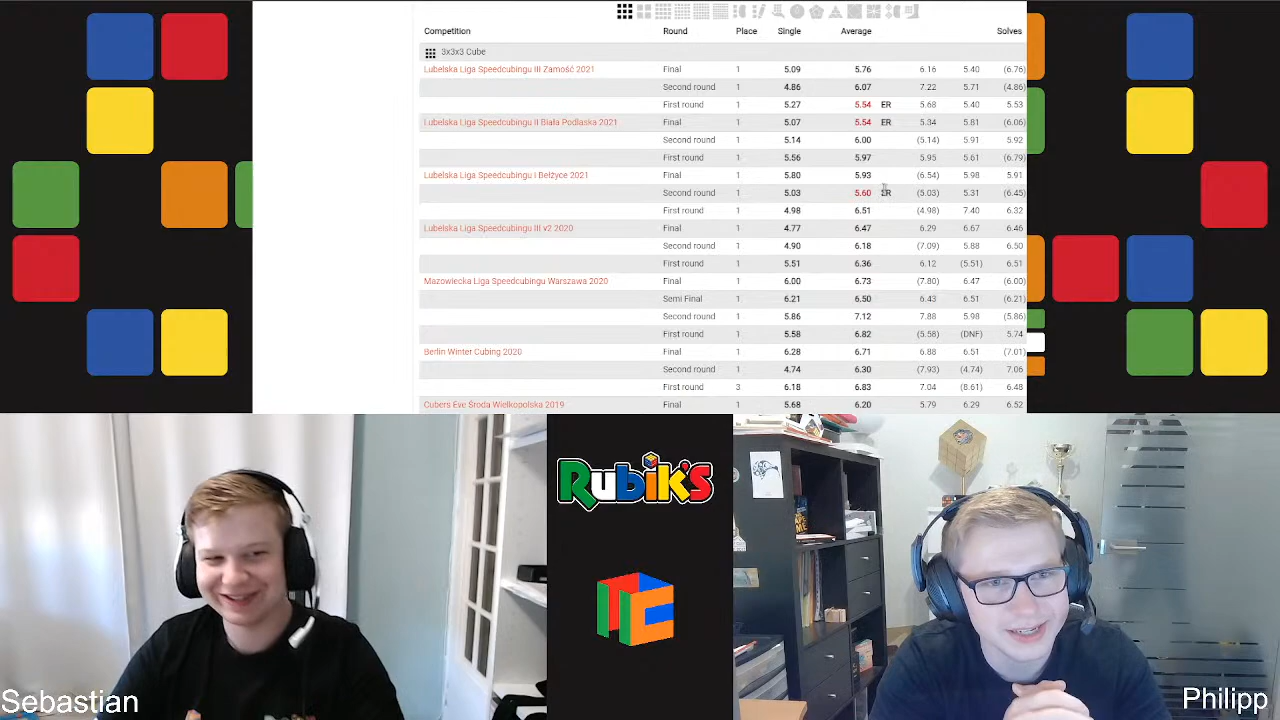 Competition Round Place Single Average Solves
3x3x3 Cube
Lubelska Liga Speedcubingu III Zamość 2021 Final 1 5.09 5.76 6.16 5.40 (6.76)
Second round 1 4.86 6.07 7.22 5.71 (4.86)
First round 1 5.27 5.54 ER 5.68 5.40 5.53
Lubelska Liga Speedcubingu II Biała Podlaska 2021 Final 1 5.07 5.54 ER 5.34 5.81 (6.06)
Second round 1 5.14 6.00 (5.14) 5.91 5.92
First round 1 5.56 5.97 5.95 5.61 (6.79)
Lubelska Liga Speedcubingu I Bełżyce 2021 Final 1 5.80 5.93 (6.54) 5.98 5.91
Second round 1 5.03 5.60 ER (5.03) 5.31 (6.45)
First round 1 4.98 6.51 (4.98) 7.40 6.32
Lubelska Liga Speedcubingu III v2 2020 Final 1 4.77 6.47 6.29 6.67 6.46
Second round 1 4.90 6.18 (7.09) 5.88 6.50
First round 1 5.51 6.36 6.12 (5.51) 6.51
Mazowiecka Liga Speedcubingu Warszawa 2020 Final 1 6.00 6.73 (7.80) 6.47 (6.00)
Semi Final 1 6.21 6.50 6.43 6.51 (6.21)
Second round 1 5.86 7.12 7.88 5.98 (5.86)
First round 1 5.58 6.82 (5.58) (DNF) 5.74
Berlin Winter Cubing 2020 Final 1 6.28 6.71 6.88 6.51 (7.01)
Second round 1 4.74 6.30 (7.93) (4.74) 7.06
First round 3 6.18 6.83 7.04 (8.61) 6.48
Cubers Eve Środa Wielkopolska 2019 Final 1 5.68 6.20 5.79 6.29 6.52
Rubik's
Sebastian
Philipp